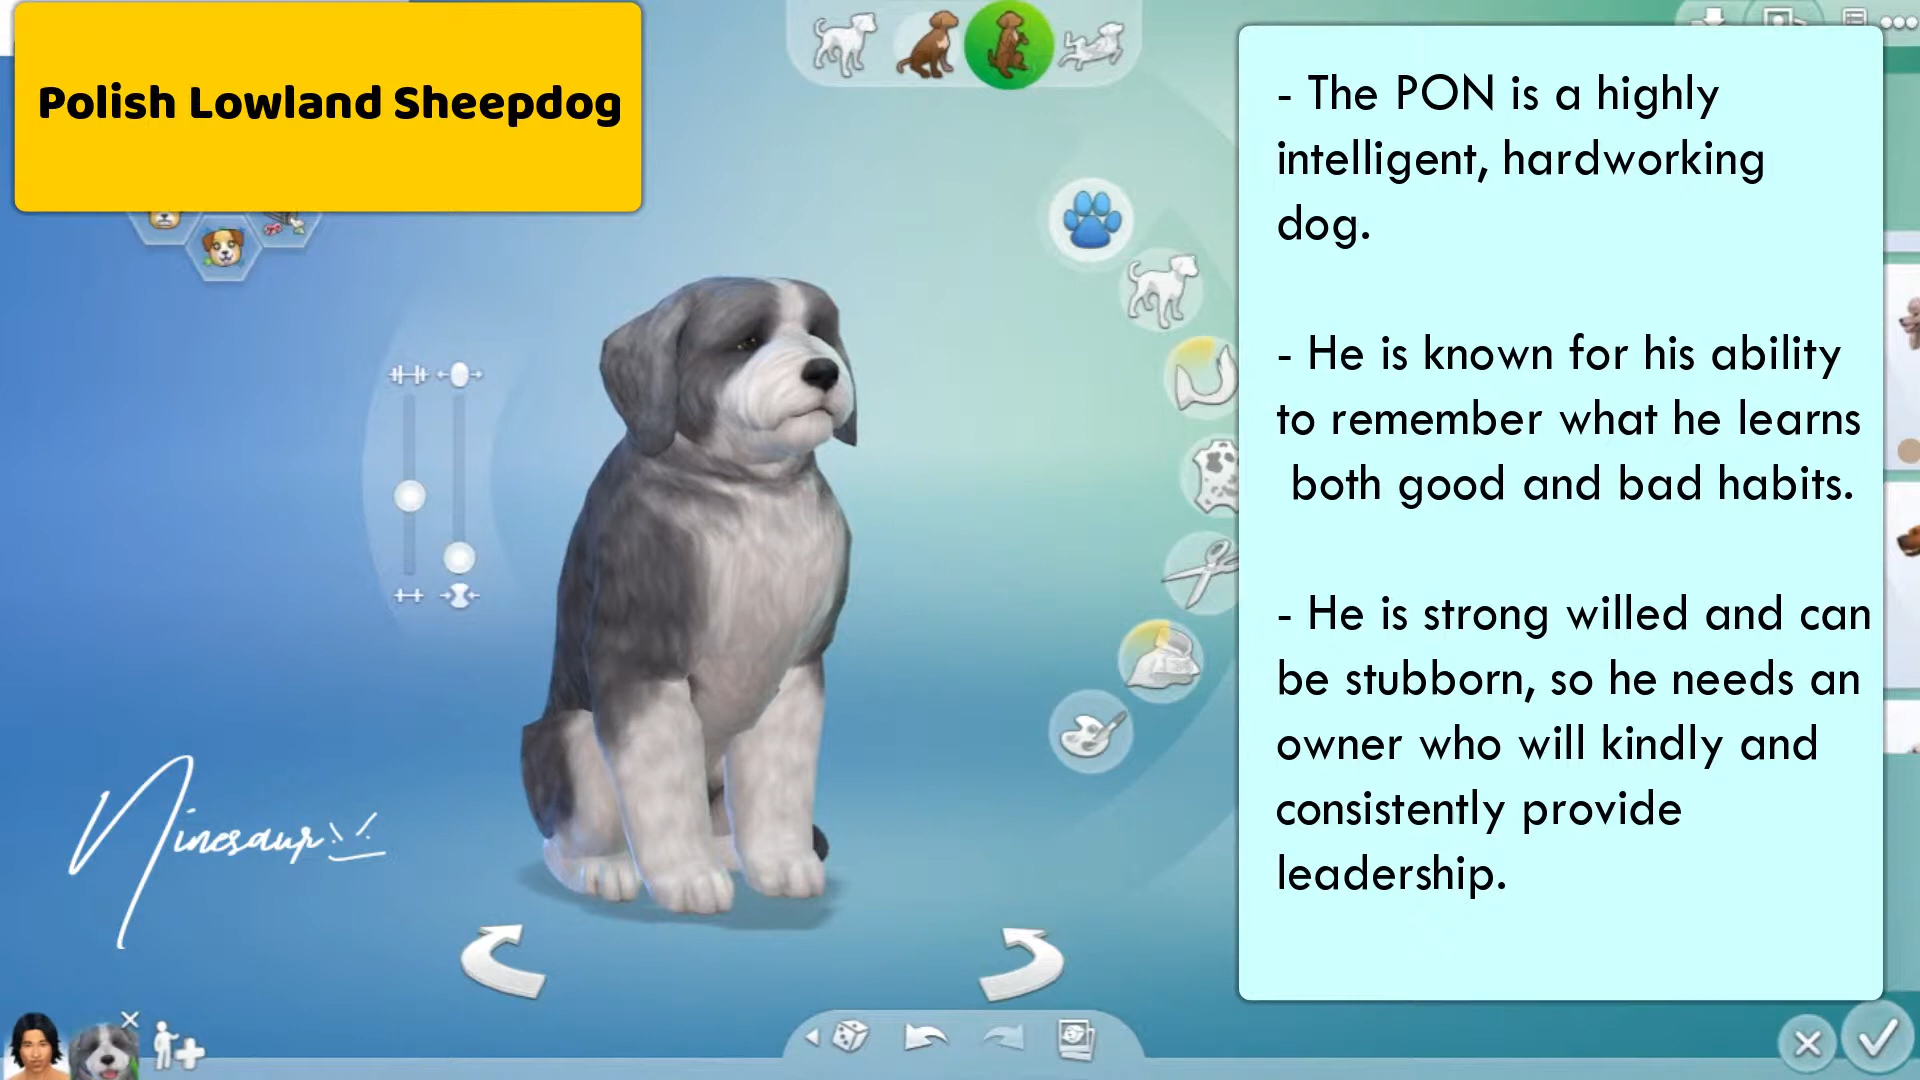 Polish Lowland Sheepdog
- The PON is a highly
intelligent, hardworking
dog.
- He is known for his ability
to remember what he learns
both good and bad habits.
- He is strong willed and can
be stubborn, so he needs an
owner who will kindly and
consistently provide
leadership.
Ninesaur